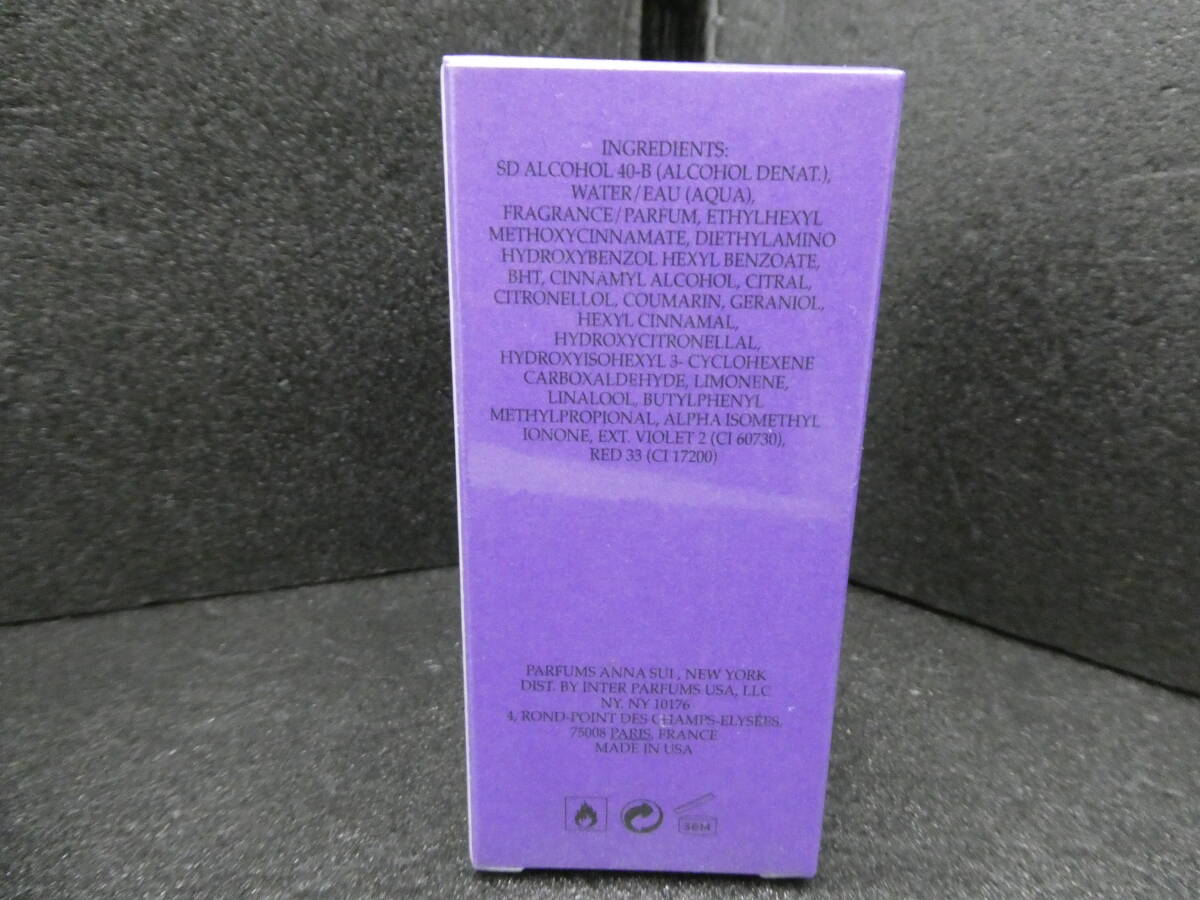 INGREDIENTS:
SD ALCOHOL 40-B (ALCOHOL DENAT.),
WATER/EAU (AQUA),
FRAGRANCE/PARFUM, ETHYLHEXYL
METHOXYCINNAMATE, DIETHYLAMINO
HYDROXYBENZOL HEXYL BENZOATE,
BHT, CINNAMYL ALCOHOL, CITRAL,
CITRONELLOL, COUMARIN, GERANIOL,
HEXYL CINNAMAL,
HYDROXYCITRONELLAL,
HYDROXYISOHEXYL 3- CYCLOHEXENE
CARBOXALDEHYDE, LIMONENE,
LINALOOL, BUTYLPHENYL
METHYLPROPIONAL, ALPHA ISOMETHYL
IONONE, EXT. VIOLET 2 (CI 60730),
RED 33 (CI 17200)
PARFUMS ANNA SUI , NEW YORK
DIST. BY INTER PARFUMS USA, LLC
NY, NY 10176
4, ROND-POINT DES CHAMPS-ELYSÉES,
75008 PARIS, FRANCE
MADE IN USA
36M